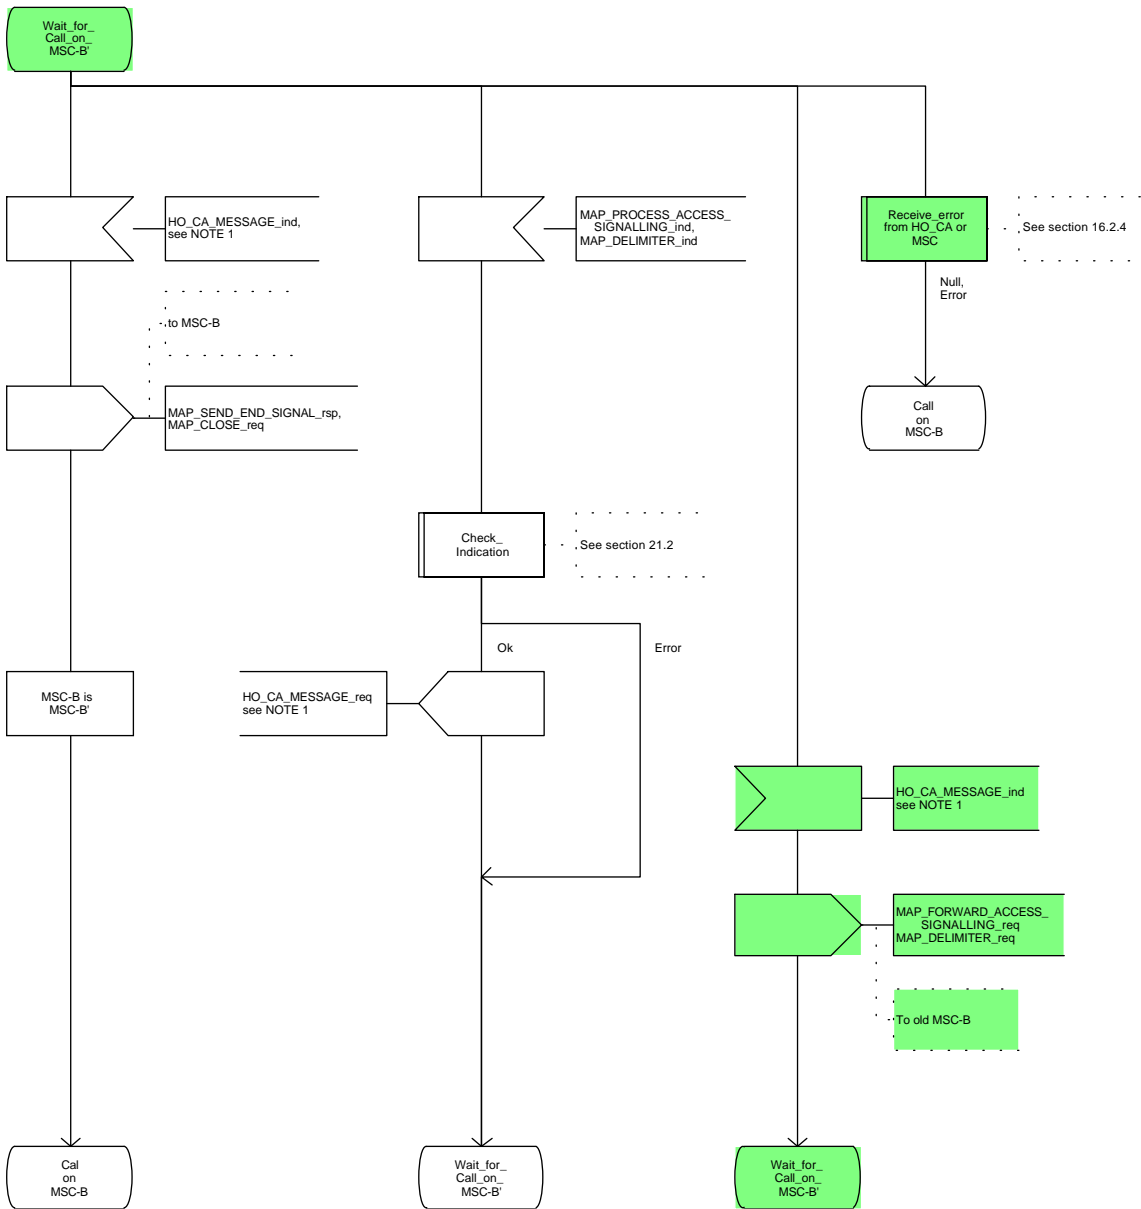 Wait_for_
Call_on_
MSC-B'
HO_CA_MESSAGE_ind,
see NOTE 1
MAP_PROCESS_ACCESS_
SIGNALLING_ind,
MAP_DELIMITER_ind
Receive_error
from HO_CA or
MSC
See section 16.2.4
Null,
Error
to MSC-B
MAP_SEND_END_SIGNAL_rsp,
MAP_CLOSE_req
Call
on
MSC-B
Check_
Indication
See section 21.2
Ok
Error
MSC-B is
MSC-B'
HO_CA_MESSAGE_req
see NOTE 1
HO_CA_MESSAGE_ind
see NOTE 1
MAP_FORWARD_ACCESS_
SIGNALLING_req
MAP_DELIMITER_req
To old MSC-B
Cal
on
MSC-B
Wait_for_
Call_on_
MSC-B'
Wait_for_
Call_on_
MSC-B'